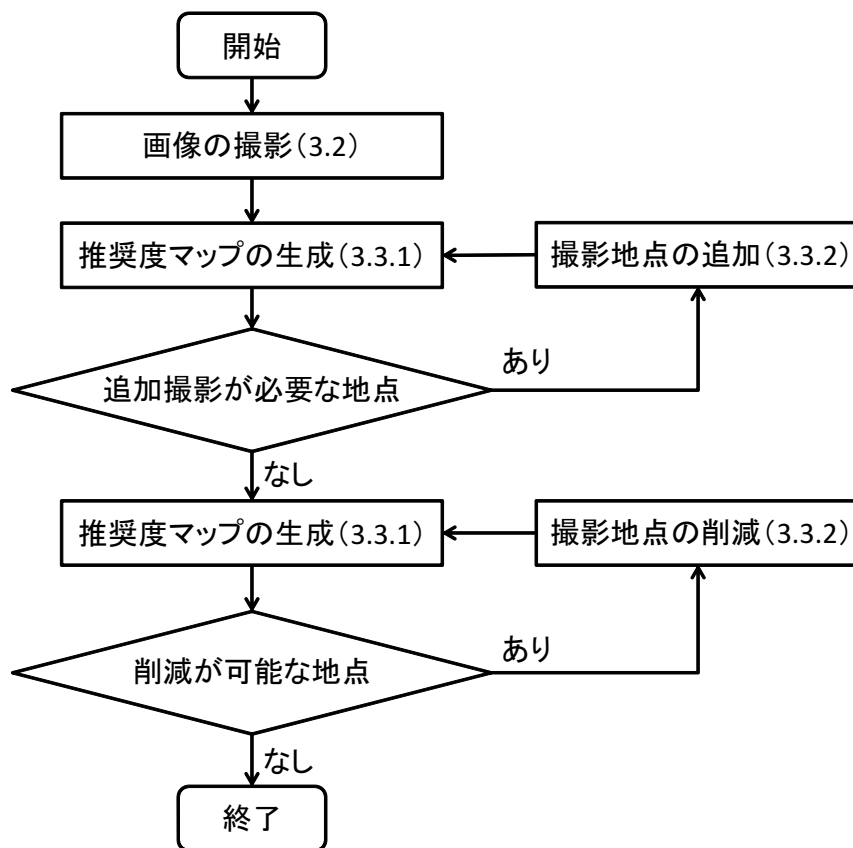 開始
画像の撮影(3.2)
推奨度マップの生成(3.3.1)
撮影地点の追加(3.3.2)
追加撮影が必要な地点
あり
なし
推奨度マップの生成(3.3.1)
撮影地点の削減(3.3.2)
削減が可能な地点
あり
なし
終了